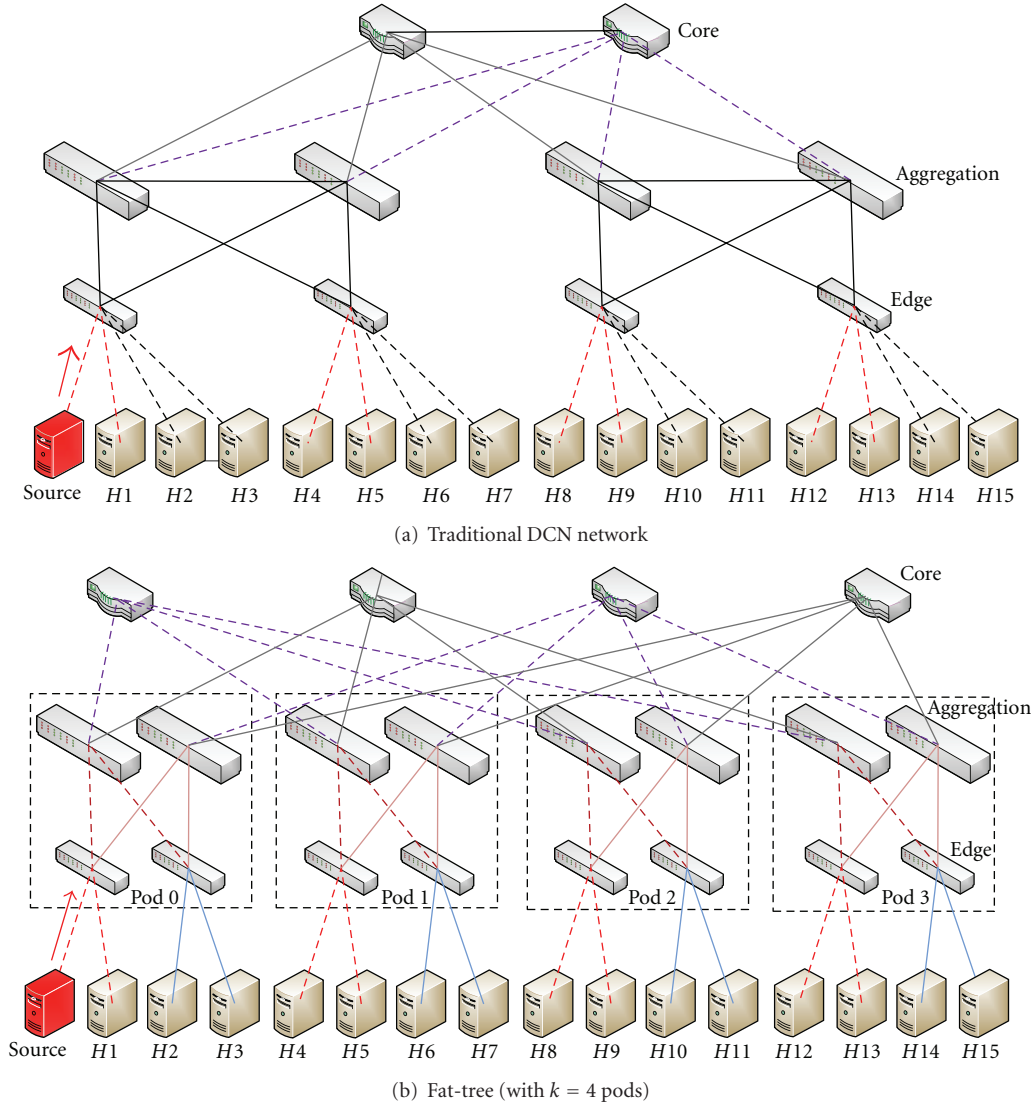 Core
Aggregation
Edge
Source H1 H2 H3 H4 H5 H6 H7 H8 H9 H10 H11 H12 H13 H14 H15
(a) Traditional DCN network
Core
Aggregation
Edge
Pod 0 Pod 1 Pod 2 Pod 3
Source H1 H2 H3 H4 H5 H6 H7 H8 H9 H10 H11 H12 H13 H14 H15
(b) Fat-tree (with k = 4 pods)